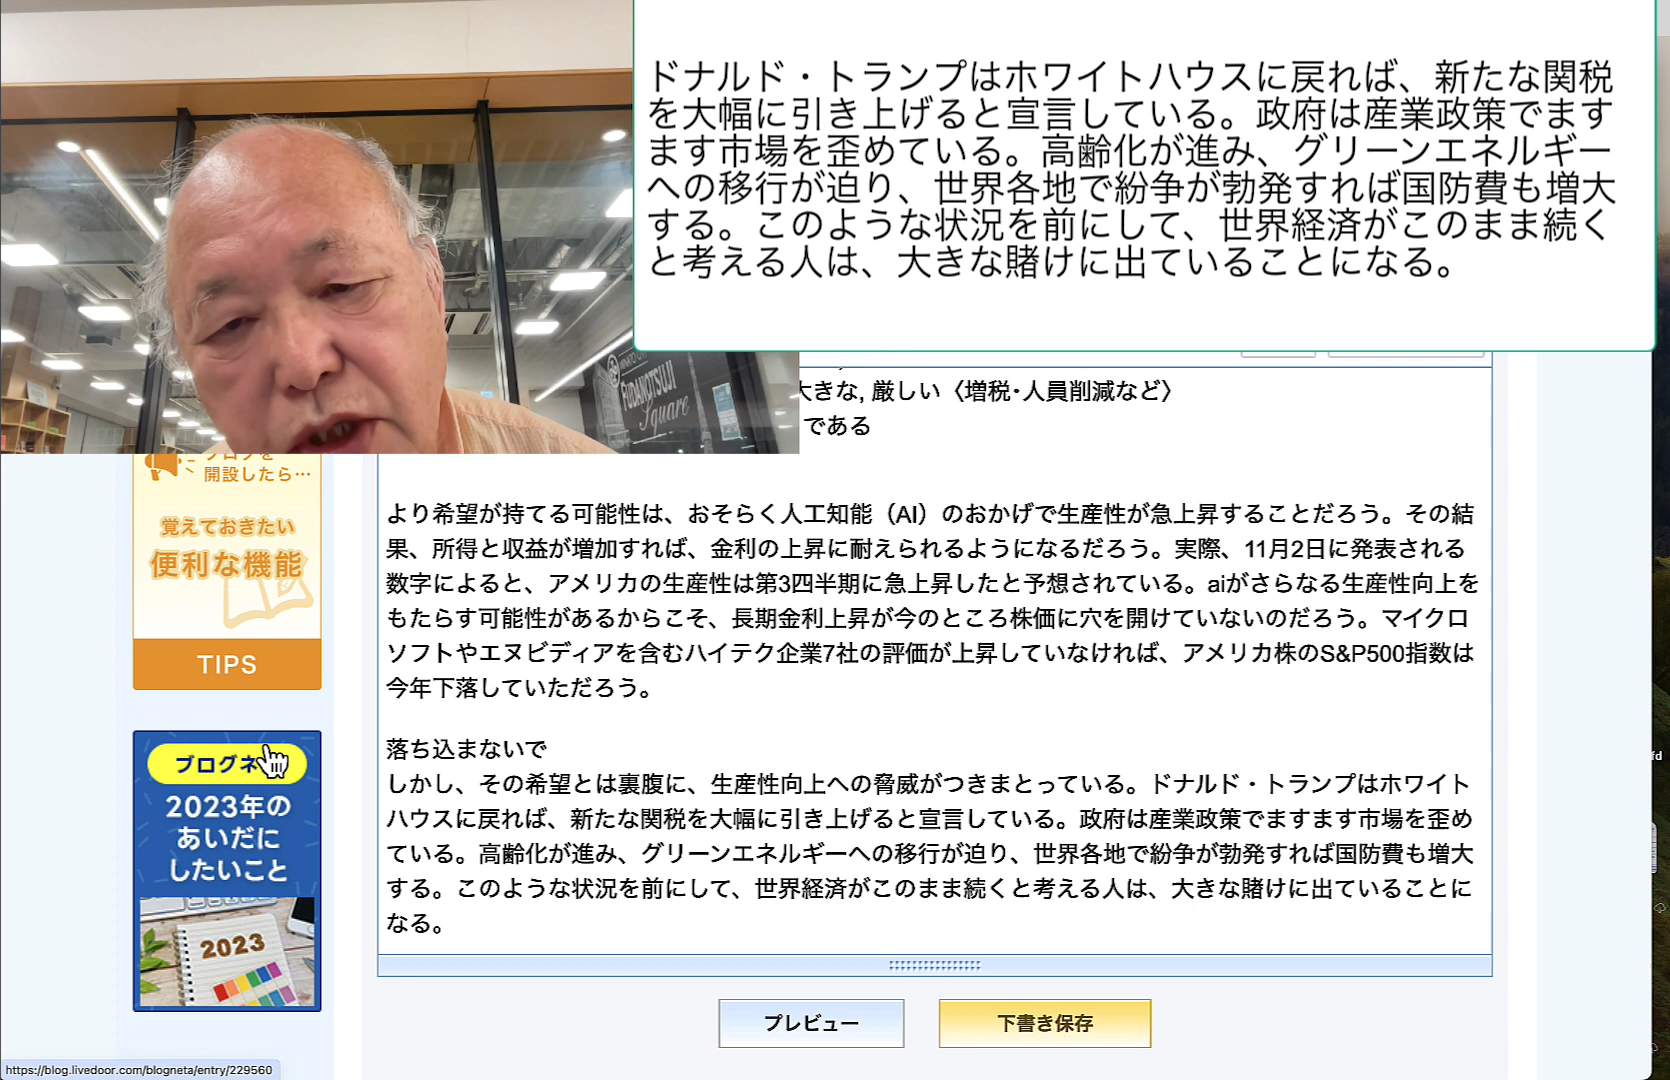 ドナルド・トランプはホワイトハウスに戻れば、新たな関税
を大幅に引き上げると宣言している。政府は産業政策でます
ます市場を歪めている。高齢化が進み、グリーンエネルギー
への移行が迫り、世界各地で紛争が勃発すれば国防費も増大
する。このような状況を前にして、世界経済がこのまま続く
と考える人は、大きな賭けに出ていることになる。
FUDANOTSUJI
Square
大きな, 厳しい〈増税・人員削減など〉
である
ブログを
開設したら…
覚えておきたい
便利な機能
TIPS
より希望が持てる可能性は、おそらく人工知能（AI）のおかげで生産性が急上昇することだろう。その結
果、所得と収益が増加すれば、金利の上昇に耐えられるようになるだろう。実際、11月2日に発表される
数字によると、アメリカの生産性は第3四半期に急上昇したと予想されている。aiがさらなる生産性向上を
もたらす可能性があるからこそ、長期金利上昇が今のところ株価に穴を開けていないのだろう。マイクロ
ソフトやエヌビディアを含むハイテク企業7社の評価が上昇していなければ、アメリカ株のS&P500指数は
今年下落していただろう。
落ち込まないで
しかし、その希望とは裏腹に、生産性向上への脅威がつきまとっている。ドナルド・トランプはホワイト
ハウスに戻れば、新たな関税を大幅に引き上げると宣言している。政府は産業政策でますます市場を歪め
ている。高齢化が進み、グリーンエネルギーへの移行が迫り、世界各地で紛争が勃発すれば国防費も増大
する。このような状況を前にして、世界経済がこのまま続くと考える人は、大きな賭けに出ていることに
なる。
ブログネ
2023年の
あいだに
したいこと
2023
プレビュー
下書き保存
fd
https://blog.livedoor.com/blogneta/entry/229560